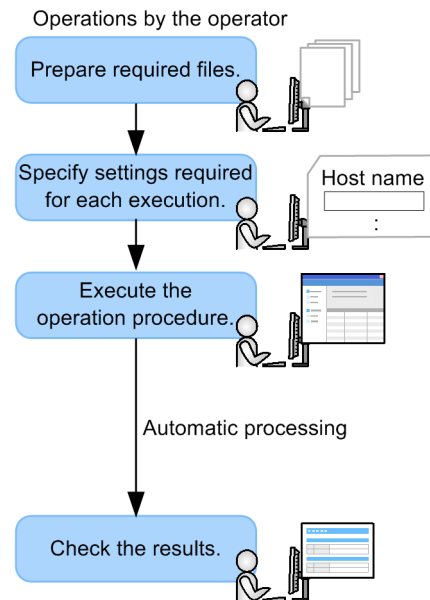 Operations by the operator
Prepare required files.
Specify settings required
for each execution.
Host name
:
Execute the
operation procedure.
Automatic processing
Check the results.